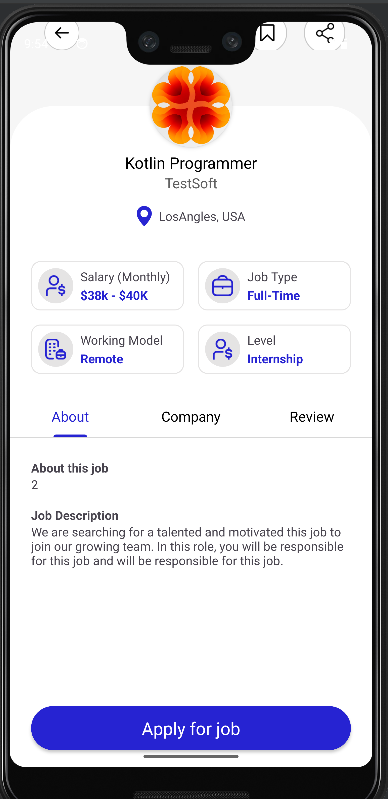 Kotlin Programmer
TestSoft
LosAngles, USA
Salary (Monthly)
$38k - $40K
Job Type
Full-Time
Working Model
Remote
Level
Internship
About
Company
Review
About this job
2
Job Description
We are searching for a talented and motivated this job to
join our growing team. In this role, you will be responsible
for this job and will be responsible for this job.
Apply for job